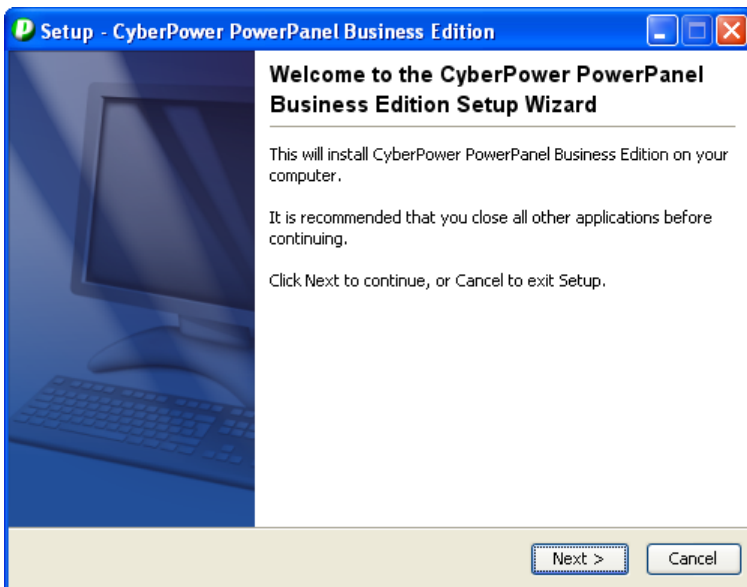 Setup - CyberPower PowerPanel Business Edition
Welcome to the CyberPower PowerPanel
Business Edition Setup Wizard
This will install CyberPower PowerPanel Business Edition on your
computer.
It is recommended that you close all other applications before
continuing.
Click Next to continue, or Cancel to exit Setup.
Next >
Cancel